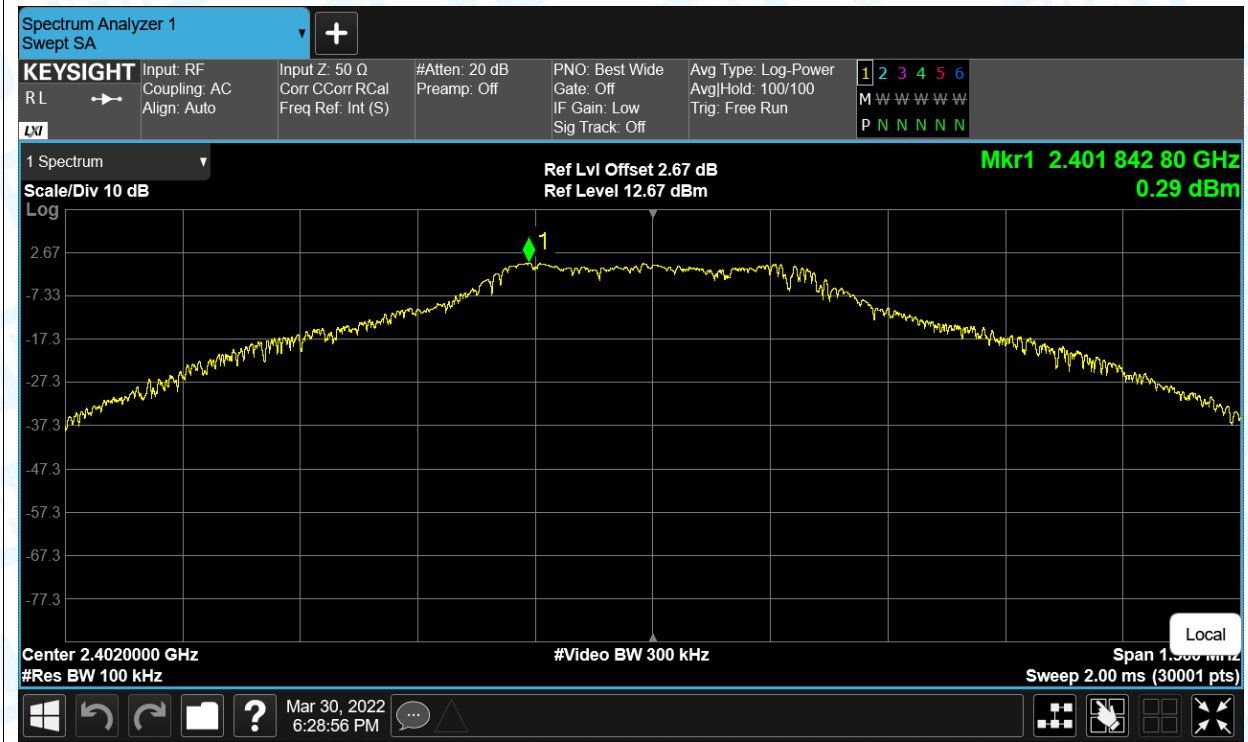 Spectrum Analyzer 1
Swept SA
KEYSIGHT
R L
LXI
Input: RF
Coupling: AC
Align: Auto
Input Z: 50 Ω
Corr CCorr RCal
Freq Ref: Int (S)
#Atten: 20 dB
Preamp: Off
PNO: Best Wide
Gate: Off
IF Gain: Low
Sig Track: Off
Avg Type: Log-Power
Avg|Hold: 100/100
Trig: Free Run
1 2 3 4 5 6
M W W W W W W
P N N N N N N
1 Spectrum
Scale/Div 10 dB
Ref Lvl Offset 2.67 dB
Ref Level 12.67 dBm
Mkr1 2.401 842 80 GHz
0.29 dBm
Log
1
2.67
-7.33
-17.3
-27.3
-37.3
-47.3
-57.3
-67.3
-77.3
Local
Center 2.4020000 GHz
#Video BW 300 kHz
Span
#Res BW 100 kHz
Sweep 2.00 ms (30001 pts)
?
Mar 30, 2022
6:28:56 PM